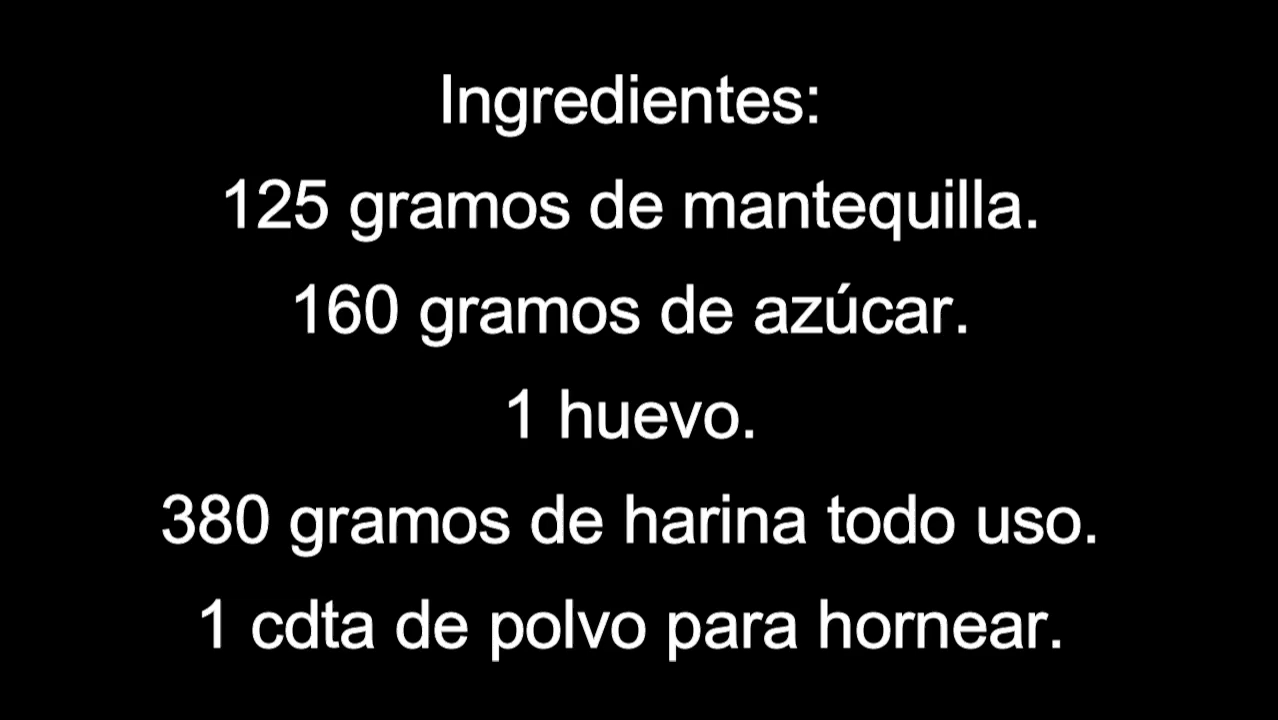 Ingredientes:
125 gramos de mantequilla.
160 gramos de azúcar.
1 huevo.
380 gramos de harina todo uso.
1 cdta de polvo para hornear.